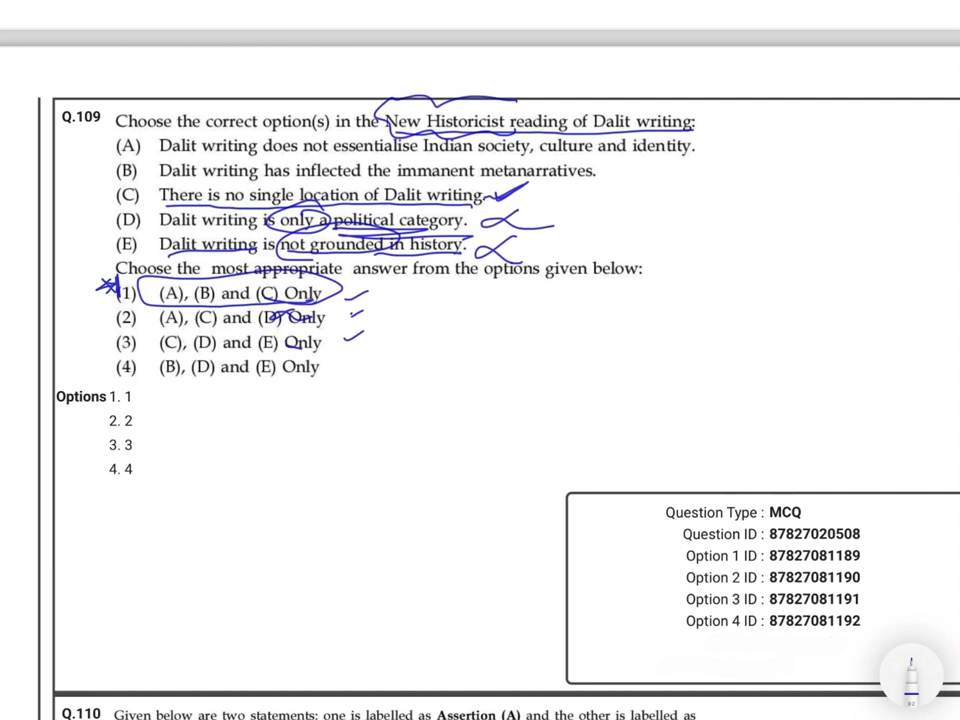 Q.109 Choose the correct option(s) in the New Historicist reading of Dalit writing:
(A) Dalit writing does not essentialise Indian society, culture and identity.
(B) Dalit writing has inflected the immanent metanarratives.
(C) There is no single location of Dalit writing.
(D) Dalit writing is only a political category.
(E) Dalit writing is not grounded in history.
Choose the most appropriate answer from the options given below:
(1) (A), (B) and (C) Only
(2) (A), (C) and (D) Only
(3) (C), (D) and (E) Only
(4) (B), (D) and (E) Only
Options 1. 1
2. 2
3. 3
4. 4
Question Type : MCQ
Question ID : 87827020508
Option 1 ID : 87827081189
Option 2 ID : 87827081190
Option 3 ID : 87827081191
Option 4 ID : 87827081192
82
Q.110 Given below are two statements: one is labelled as Assertion (A) and the other is labelled as